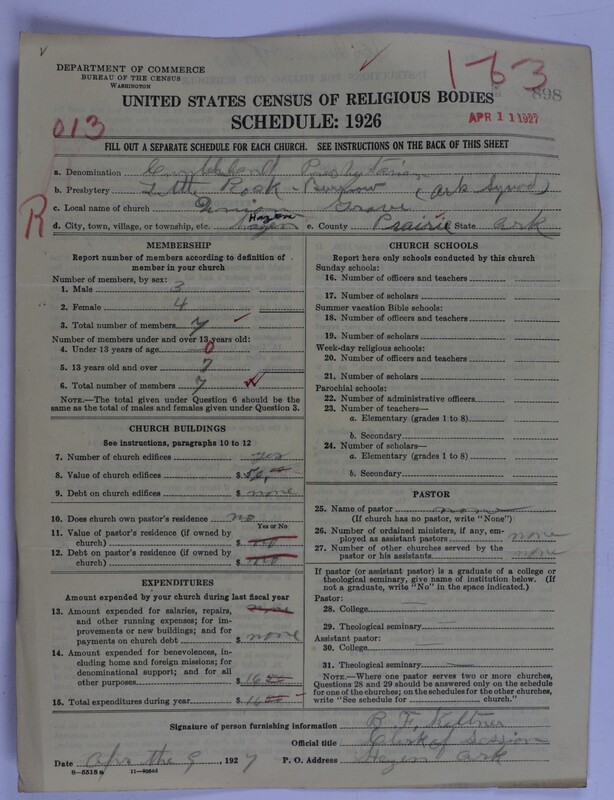 DEPARTMENT OF COMMERCE
BUREAU OF THE CENSUS
WASHINGTON
163
898
UNITED STATES CENSUS OF RELIGIOUS BODIES
SCHEDULE: 1926
APR 11 1927
013
FILL OUT A SEPARATE SCHEDULE FOR EACH CHURCH. SEE INSTRUCTIONS ON THE BACK OF THIS SHEET
R
a. Denomination Cumberland Presbyterian
b. Presbytery Little Rock - Burrow (Ark Synod)
c. Local name of church Union Grove
d. City, town, village, or township, etc. Hazen Hazen e. County Prairie State Ark
MEMBERSHIP
Report number of members according to definition of member in your church
Number of members, by sex:
1. Male 3
2. Female 4
3. Total number of members 7
Number of members under and over 13 years old:
4. Under 13 years of age 0
5. 13 years old and over 7
6. Total number of members 7
NOTE.—The total given under Question 6 should be the same as the total of males and females given under Question 3.
CHURCH BUILDINGS
See instructions, paragraphs 10 to 12
7. Number of church edifices yes
8. Value of church edifices $
9. Debt on church edifices $ none
10. Does church own pastor's residence no
Yes or No
11. Value of pastor's residence (if owned by church) $ no
12. Debt on pastor's residence (if owned by church) $ no
EXPENDITURES
Amount expended by your church during last fiscal year
13. Amount expended for salaries, repairs, and other running expenses; for improvements or new buildings; and for payments on church debt $ none
14. Amount expended for benevolences, including home and foreign missions; for denominational support; and for all other purposes $ 16
15. Total expenditures during year $ 16
CHURCH SCHOOLS
Report here only schools conducted by this church
Sunday schools:
16. Number of officers and teachers
17. Number of scholars
Summer vacation Bible schools:
18. Number of officers and teachers
19. Number of scholars
Week-day religious schools:
20. Number of officers and teachers
21. Number of scholars
Parochial schools:
22. Number of administrative officers
23. Number of teachers—
a. Elementary (grades 1 to 8)
b. Secondary
24. Number of scholars—
a. Elementary (grades 1 to 8)
b. Secondary
PASTOR
25. Name of pastor none
(If church has no pastor, write "None")
26. Number of ordained ministers, if any, employed as assistant pastors none
27. Number of other churches served by the pastor or his assistants none
If pastor (or assistant pastor) is a graduate of a college or theological seminary, give name of institution below. (If not a graduate, write "No" in the space indicated.)
Pastor:
28. College
29. Theological seminary
Assistant pastor:
30. College
31. Theological seminary
NOTE.—Where one pastor serves two or more churches, Questions 28 and 29 should be answered only on the schedule for one of the churches; on the schedules for the other churches, write "See schedule for church."
Signature of person furnishing information B. F. Keltner
Official title Clerk of Session
Date Apr the 9, 1927 P. O. Address Hazen Ark
8-5518a